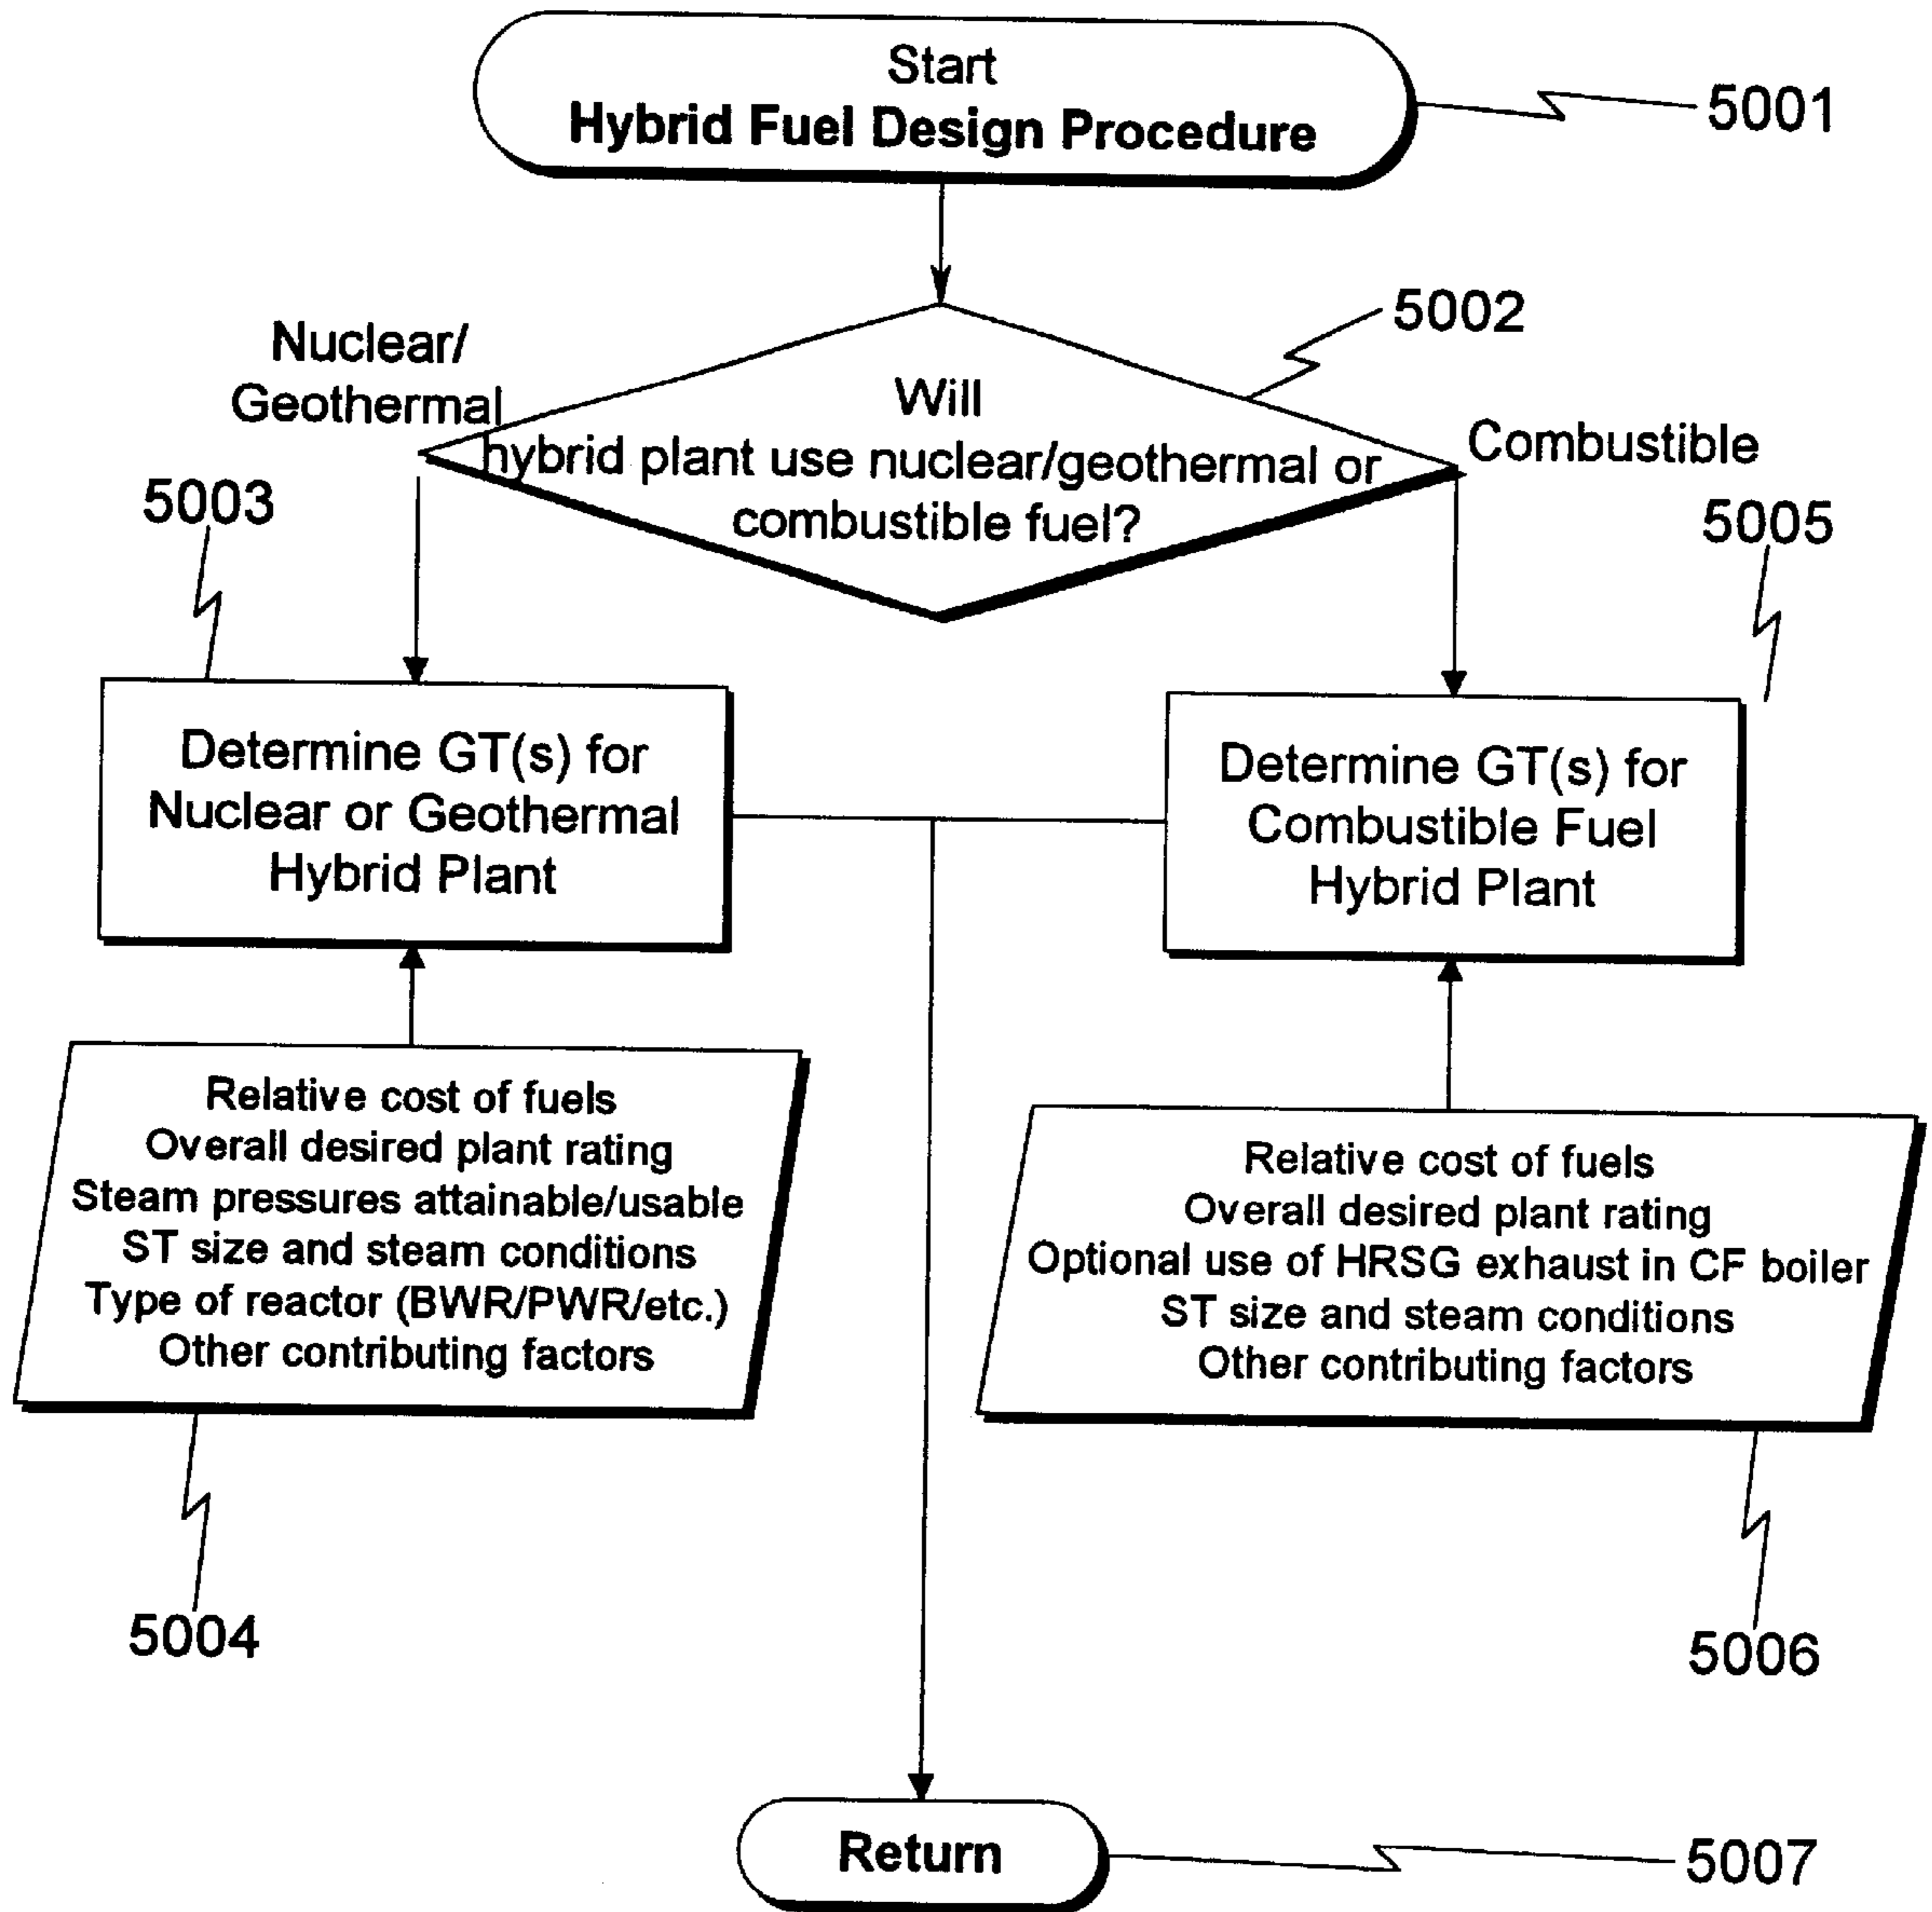 Start
Hybrid Fuel Design Procedure
5001
5002
Nuclear/
Geothermal
Will
hybrid plant use nuclear/geothermal or
combustible fuel?
Combustible
5003
5005
Determine GT(s) for
Nuclear or Geothermal
Hybrid Plant
Determine GT(s) for
Combustible Fuel
Hybrid Plant
Relative cost of fuels
Overall desired plant rating
Steam pressures attainable/usable
ST size and steam conditions
Type of reactor (BWR/PWR/etc.)
Other contributing factors
Relative cost of fuels
Overall desired plant rating
Optional use of HRSG exhaust in CF boiler
ST size and steam conditions
Other contributing factors
5004
5006
Return
5007